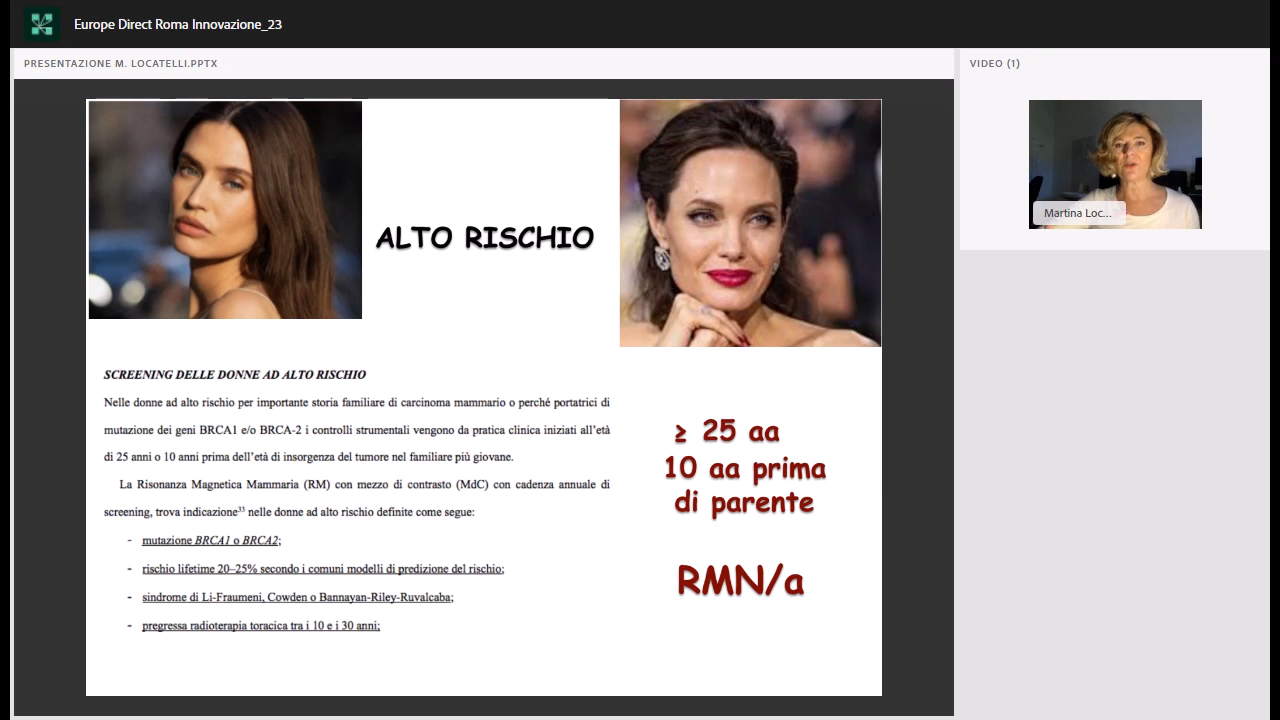 Europe Direct Roma Innovazione_23
PRESENTAZIONE M. LOCATELLI.PPTX
VIDEO (1)
Martina Loc...
ALTO RISCHIO
SCREENING DELLE DONNE AD ALTO RISCHIO
Nelle donne ad alto rischio per importante storia familiare di carcinoma mammario o perché portatrici di
mutazione dei geni BRCA1 e/o BRCA-2 i controlli strumentali vengono da pratica clinica iniziati all'età
di 25 anni o 10 anni prima dell'età di insorgenza del tumore nel familiare più giovane.
La Risonanza Magnetica Mammaria (RM) con mezzo di contrasto (MdC) con cadenza annuale di
screening, trova indicazione³³ nelle donne ad alto rischio definite come segue:
- mutazione BRCA1 o BRCA2;
- rischio lifetime 20–25% secondo i comuni modelli di predizione del rischio;
- sindrome di Li-Fraumeni, Cowden o Bannayan-Riley-Ruvalcaba;
- pregressa radioterapia toracica tra i 10 e i 30 anni;
≥ 25 aa
10 aa prima
di parente
RMN/a